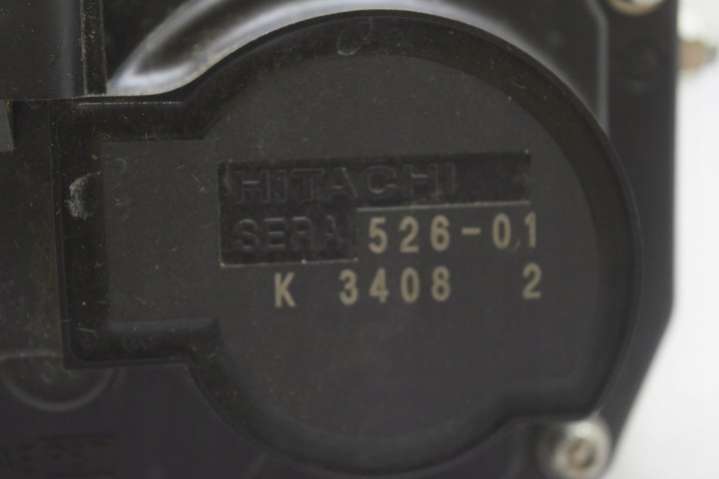 HITACHI
SERA 526-01
K 3408 2